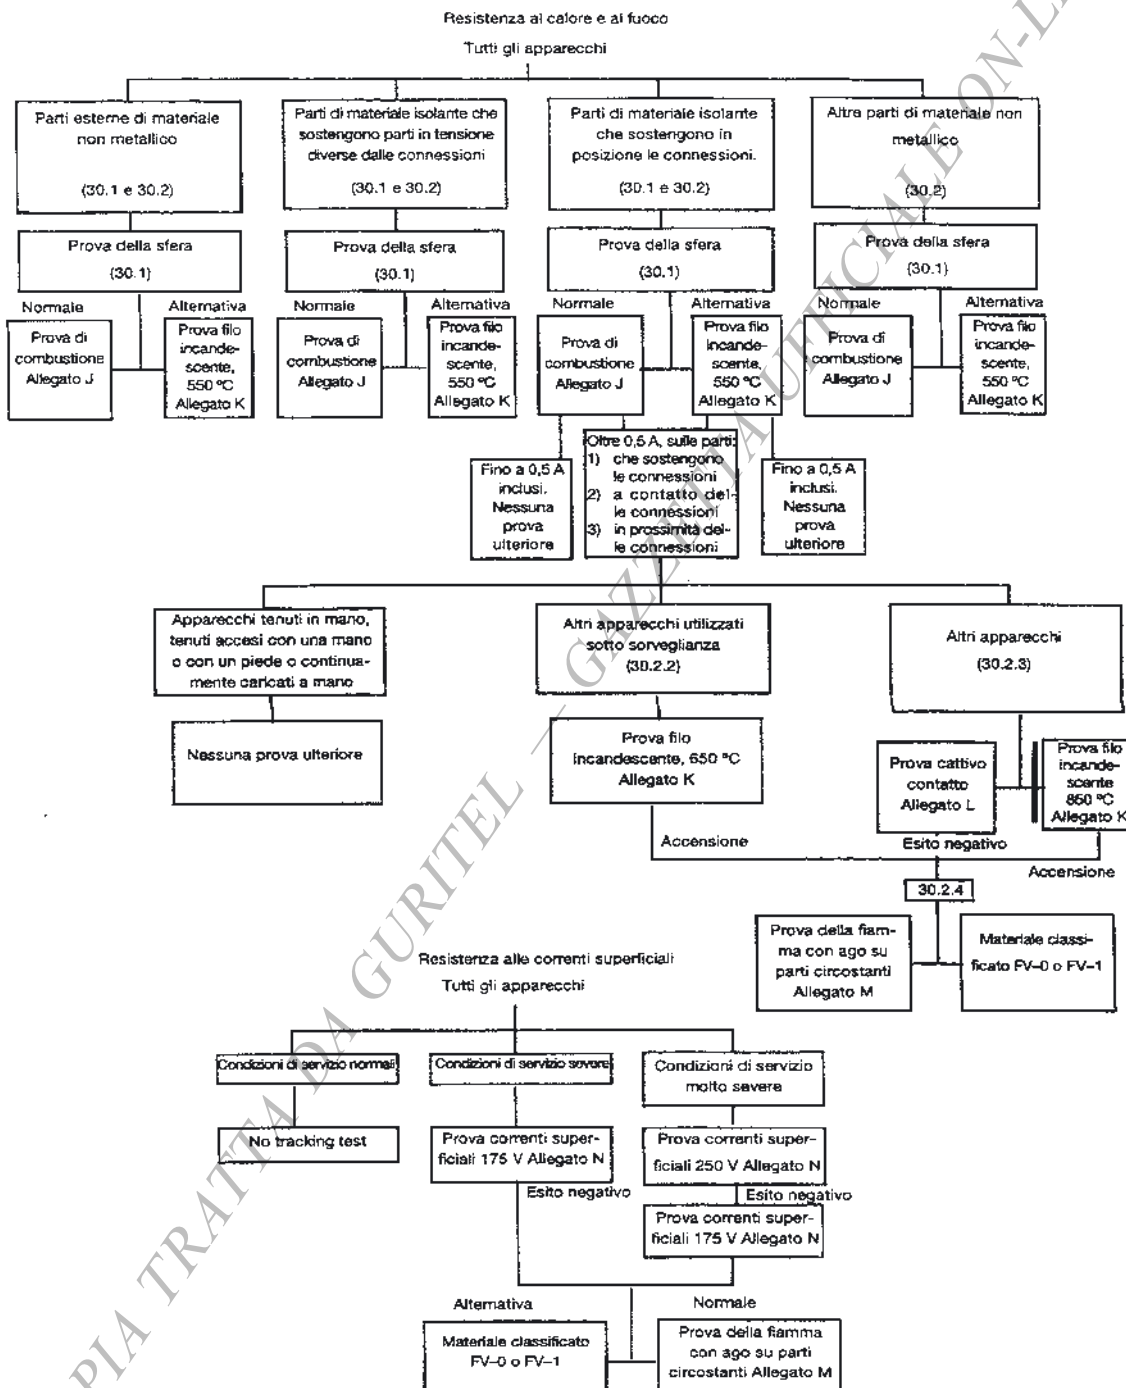 Resistenza al calore e al fuoco
Tutti gli apparecchi
Parti esterne di materiale
non metallico
(30.1 e 30.2)
Parti di materiale isolante che
sostengono parti in tensione
diverse dalle connessioni
(30.1 e 30.2)
Parti di materiale isolante
che sostengono in
posizione le connessioni.
(30.1 e 30.2)
Altre parti di materiale non
metallico
(30.2)
Prova della sfera
(30.1)
Prova della sfera
(30.1)
Prova della sfera
(30.1)
Prova della sfera
(30.1)
Normale
Alternativa
Normale
Alternativa
Normale
Alternativa
Normale
Alternativa
Prova di
combustione
Allegato J
Prova filo
incande-
scente,
550 °C
Allegato K
Prova di
combustione
Allegato J
Prova filo
incande-
scente,
550 °C
Allegato K
Prova di
combustione
Allegato J
Prova filo
incande-
scente,
550 °C
Allegato K
Prova di
combustione
Allegato J
Prova filo
incande-
scente,
550 °C
Allegato K
Fino a 0,5 A
inclusi.
Nessuna
prova
ulteriore
Oltre 0,5 A, sulle parti:
1) che sostengono
le connessioni
2) a contatto del-
le connessioni
3) in prossimità del-
le connessioni
Fino a 0,5 A
inclusi.
Nessuna
prova
ulteriore
Apparecchi tenuti in mano,
tenuti accesi con una mano
o con un piede o continua-
mente caricati a mano
Altri apparecchi utilizzati
sotto sorveglianza
(30.2.2)
Altri apparecchi
(30.2.3)
Nessuna prova ulteriore
Prova filo
incandescente, 650 °C
Allegato K
Prova cattivo
contatto
Allegato L
Prova filo
incande-
scente
850 °C
Allegato K
Accensione
Esito negativo
Accensione
30.2.4
Prova della fiam-
ma con ago su
parti circostanti
Allegato M
Materiale classi-
ficato FV-0 o FV-1
Resistenza alle correnti superficiali
Tutti gli apparecchi
Condizioni di servizio normali
Condizioni di servizio severe
Condizioni di servizio
molto severe
No tracking test
Prova correnti super-
ficiali 175 V Allegato N
Prova correnti super-
ficiali 250 V Allegato N
Esito negativo
Esito negativo
Prova correnti super-
ficiali 175 V Allegato N
Alternativa
Normale
Materiale classificato
FV-0 o FV-1
Prova della fiamma
con ago su parti
circostanti Allegato M
PIA TRATTA DA GURITEL — GAZZETTA UFFICIALE ON-LI